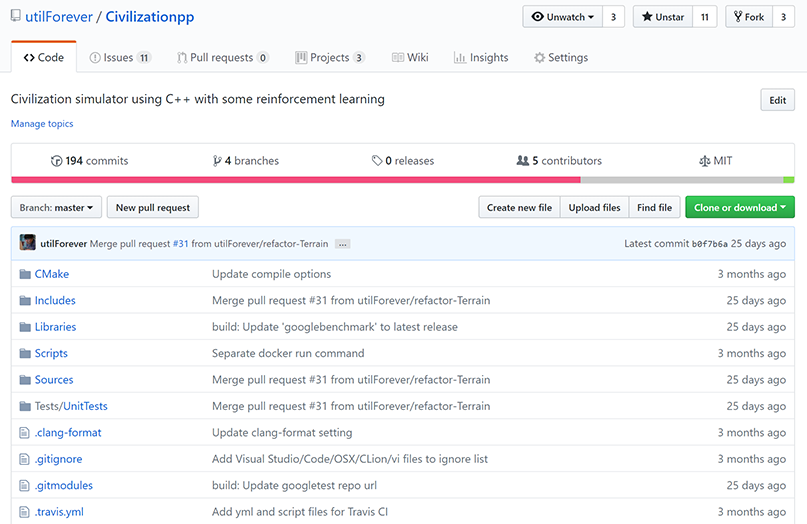 utilForever / Civilizationpp Unwatch 3 Unstar 11 Fork 3
Code Issues 11 Pull requests 0 Projects 3 Wiki Insights Settings
Civilization simulator using C++ with some reinforcement learning Edit
Manage topics
194 commits 4 branches 0 releases 5 contributors MIT
Branch: master New pull request Create new file Upload files Find file Clone or download
utilForever Merge pull request #31 from utilForever/refactor-Terrain ... Latest commit b0f7b6a 25 days ago
CMake Update compile options 3 months ago
Includes Merge pull request #31 from utilForever/refactor-Terrain 25 days ago
Libraries build: Update 'googlebenchmark' to latest release 25 days ago
Scripts Separate docker run command 3 months ago
Sources Merge pull request #31 from utilForever/refactor-Terrain 25 days ago
Tests/UnitTests Merge pull request #31 from utilForever/refactor-Terrain 25 days ago
.clang-format Update clang-format setting 3 months ago
.gitignore Add Visual Studio/Code/OSX/CLion/vi files to ignore list 3 months ago
.gitmodules build: Update googletest repo url 25 days ago
.travis.yml Add yml and script files for Travis CI 3 months ago